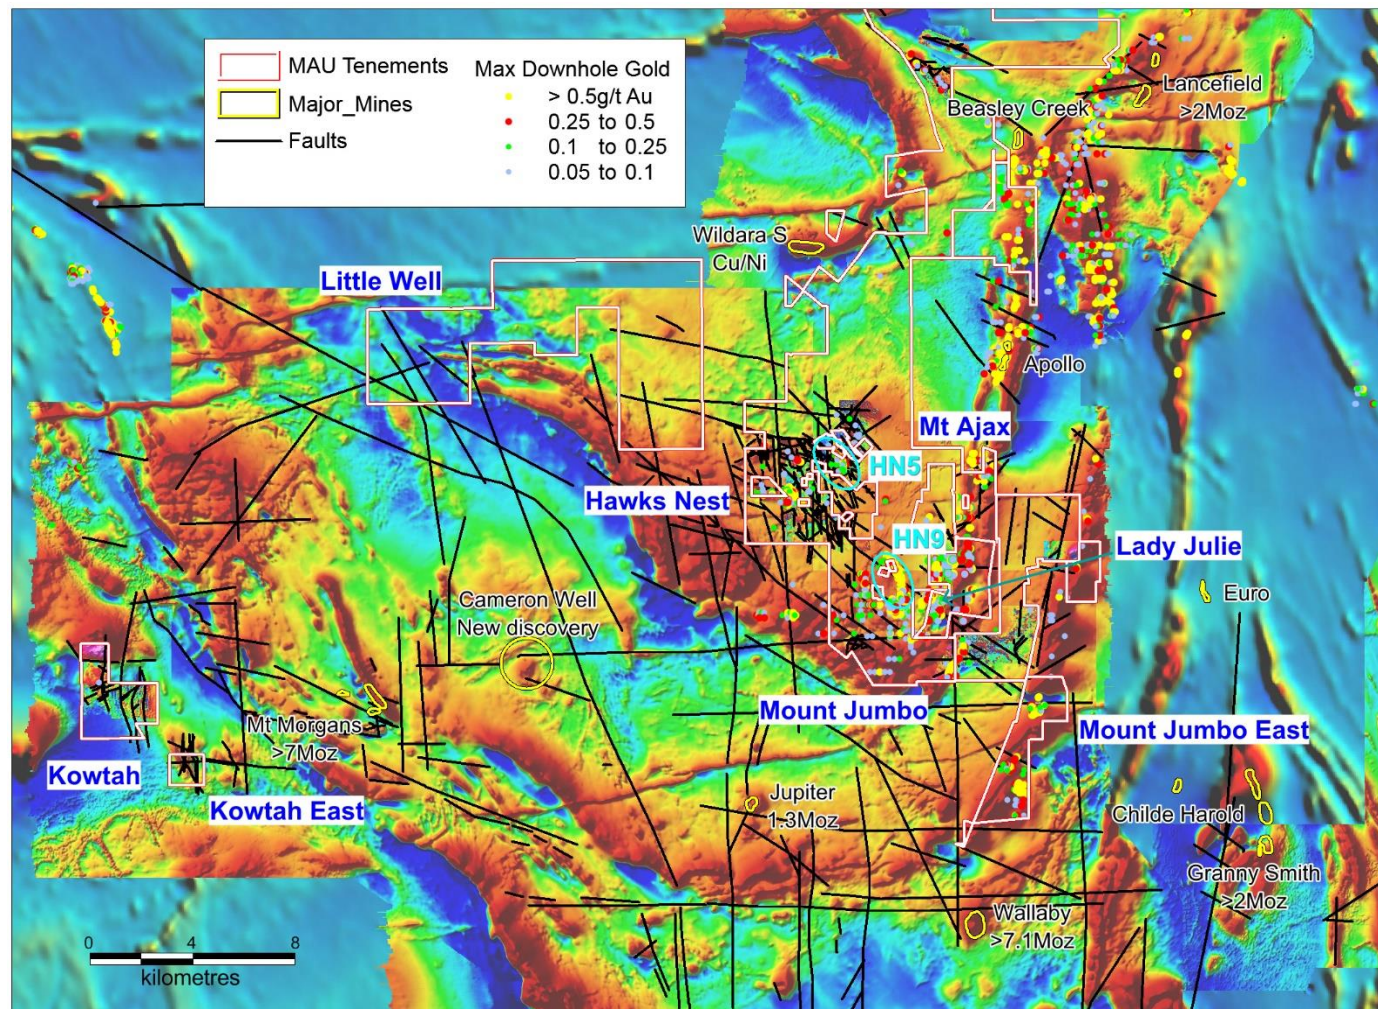 MAU Tenements
Major_Mines
Faults
Max Downhole Gold
> 0.5g/t Au
0.25 to 0.5
0.1 to 0.25
0.05 to 0.1
Lancefield
>2Moz
Beasley Creek
Wildara S
Cu/Ni
Little Well
Apollo
Mt Ajax
HN5
Hawks Nest
HN9
Lady Julie
Euro
Cameron Well
New discovery
Mt Morgans
>7Moz
Mount Jumbo
Mount Jumbo East
Kowtah
Kowtah East
Jupiter
1.3Moz
Childe Harold
Granny Smith
>2Moz
Wallaby
>7.1Moz
0 4 8
kilometres